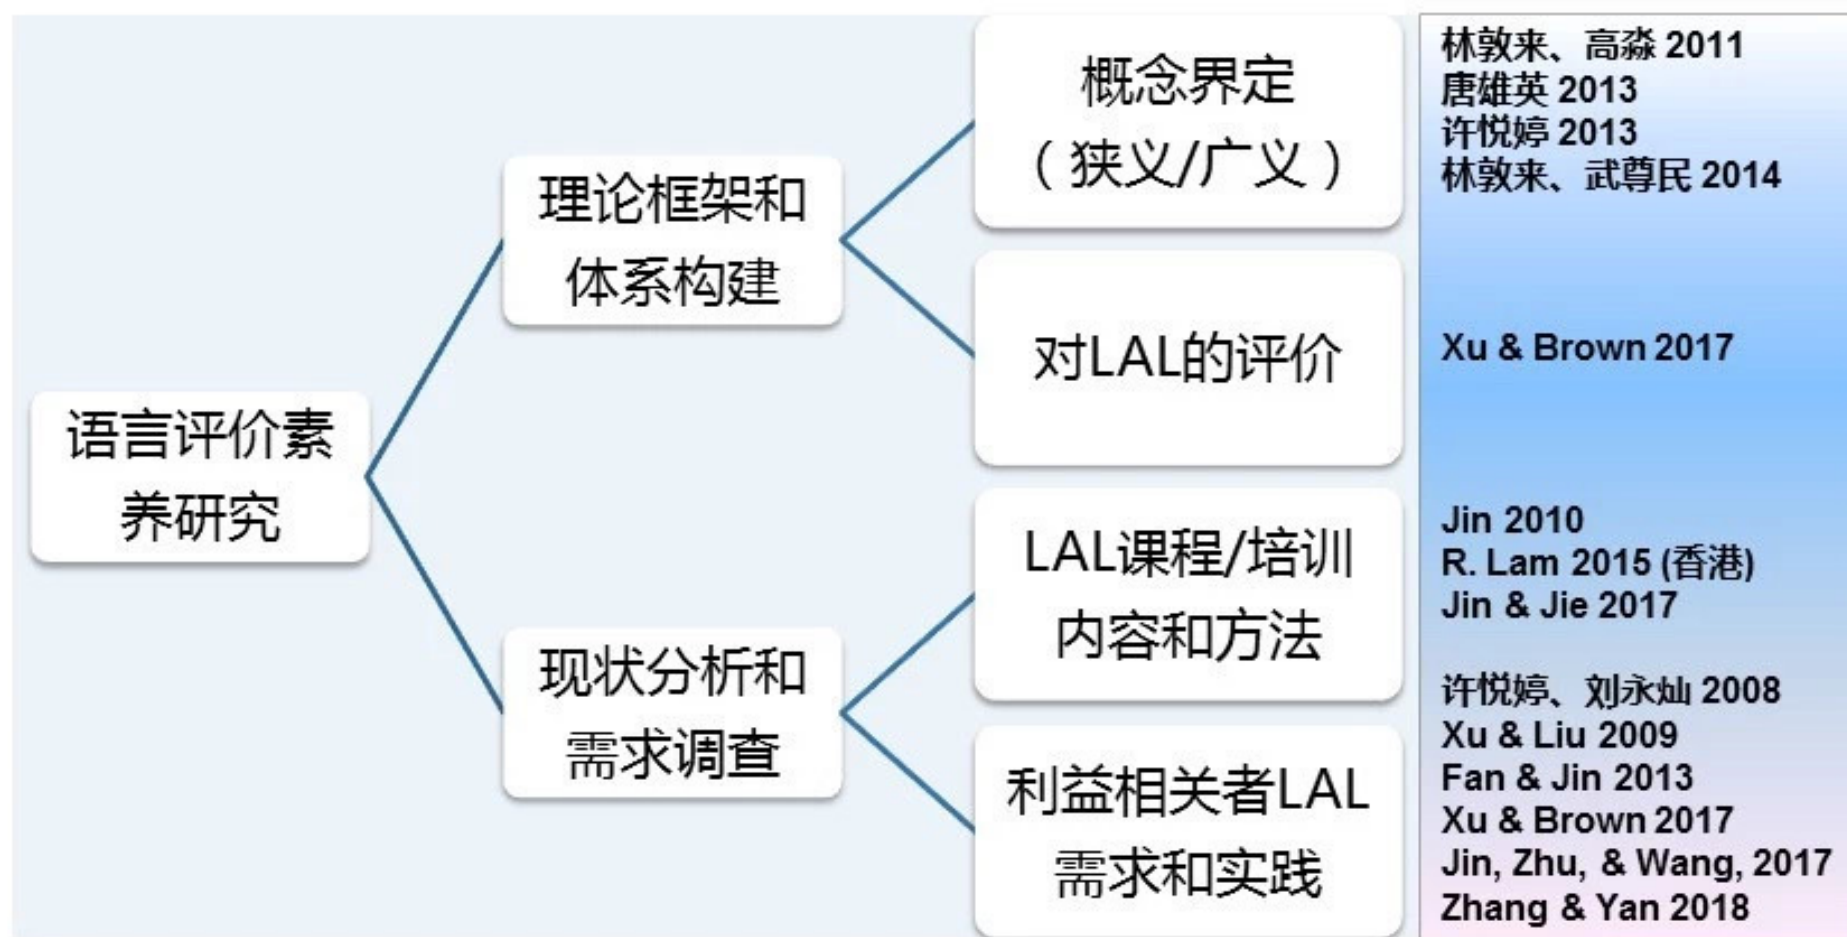 语言评价素
养研究
理论框架和
体系构建
现状分析和
需求调查
概念界定
（狭义/广义）
对LAL的评价
LAL课程/培训
内容和方法
利益相关者LAL
需求和实践
林敦来、高淼 2011
唐雄英 2013
许悦婷 2013
林敦来、武尊民 2014
Xu & Brown 2017
Jin 2010
R. Lam 2015 (香港)
Jin & Jie 2017
许悦婷、刘永灿 2008
Xu & Liu 2009
Fan & Jin 2013
Xu & Brown 2017
Jin, Zhu, & Wang, 2017
Zhang & Yan 2018